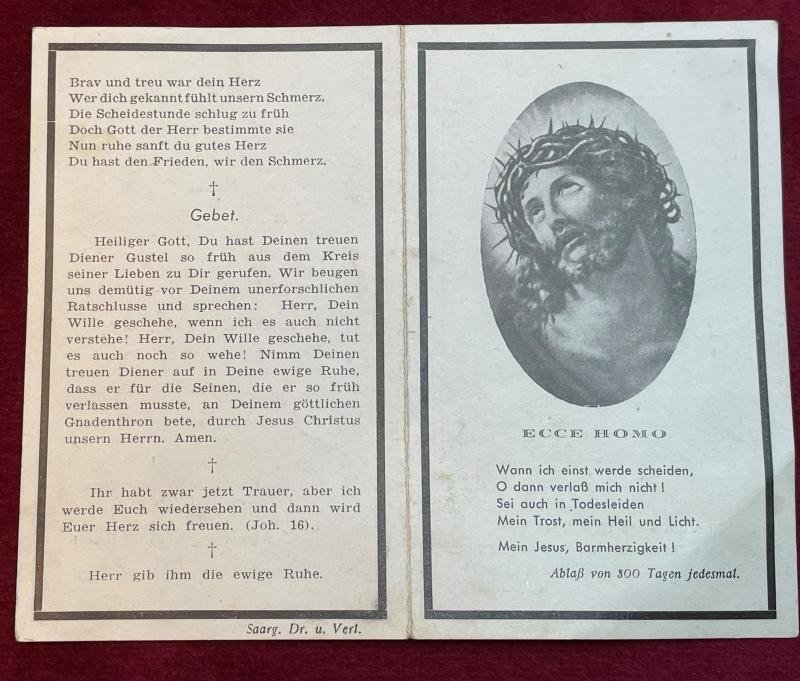 Brav und treu war dein Herz
Wer dich gekannt fühlt unsern Schmerz.
Die Scheidestunde schlug zu früh
Doch Gott der Herr bestimmte sie
Nun ruhe sanft du gutes Herz
Du hast den Frieden, wir den Schmerz.
†
Gebet.
Heiliger Gott, Du hast Deinen treuen
Diener Gustel so früh aus dem Kreis
seiner Lieben zu Dir gerufen. Wir beugen
uns demütig vor Deinem unerforschlichen
Ratschlusse und sprechen: Herr, Dein
Wille geschehe, wenn ich es auch nicht
verstehe! Herr, Dein Wille geschehe, tut
es auch noch so wehe! Nimm Deinen
treuen Diener auf in Deine ewige Ruhe,
dass er für die Seinen, die er so früh
verlassen musste, an Deinem göttlichen
Gnadenthron bete, durch Jesus Christus
unsern Herrn. Amen.
†
Ihr habt zwar jetzt Trauer, aber ich
werde Euch wiedersehen und dann wird
Euer Herz sich freuen. (Joh. 16).
†
Herr gib ihm die ewige Ruhe.
Saarg. Dr. u. Verl.
ECCE HOMO
Wann ich einst werde scheiden,
O dann verlaß mich nicht!
Sei auch in Todesleiden
Mein Trost, mein Heil und Licht.
Mein Jesus, Barmherzigkeit!
Ablaß von 300 Tagen jedesmal.